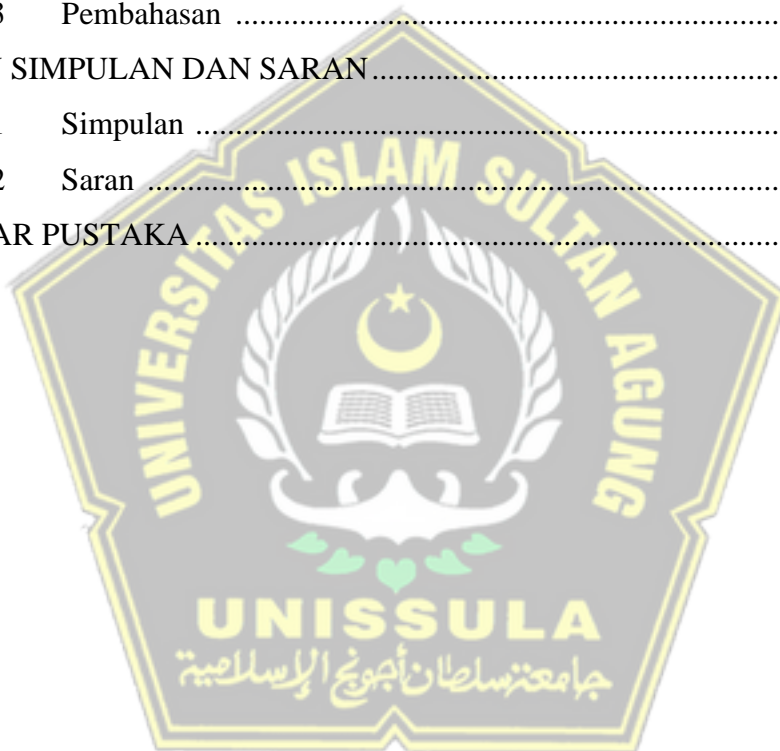 3 Pembahasan ........................................................................
SIMPULAN DAN SARAN ........................................................
Simpulan ........................................................................
2 Saran ........................................................................
AR PUSTAKA ........................................................................
UNIVERSITAS ISLAM SULTAN AGUNG
UNISSULA
جامعة سلطان أجونج الإسلامية